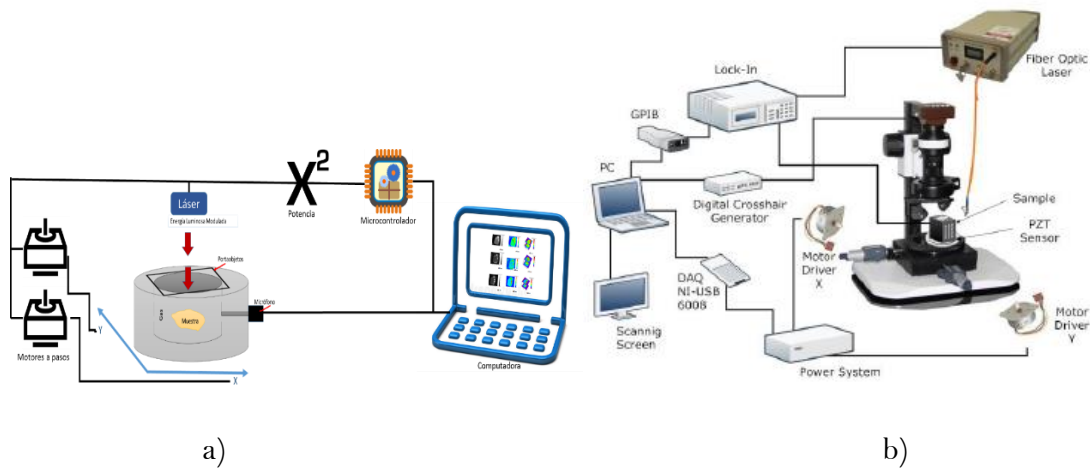 X²
Potencia
Microcontrolador
Láser
Energía Luminosa Modulada
Portaobjetos
Gas
Muestra
Micrófono
Motores a pasos
Y
X
Computadora
a)
Fiber Optic
Laser
Lock-In
GPIB
PC
Digital Crosshair
Generator
Sample
PZT
Sensor
Motor
Driver
X
DAQ
NI-USB
6008
Scannig
Screen
Motor
Driver
Y
Power System
b)